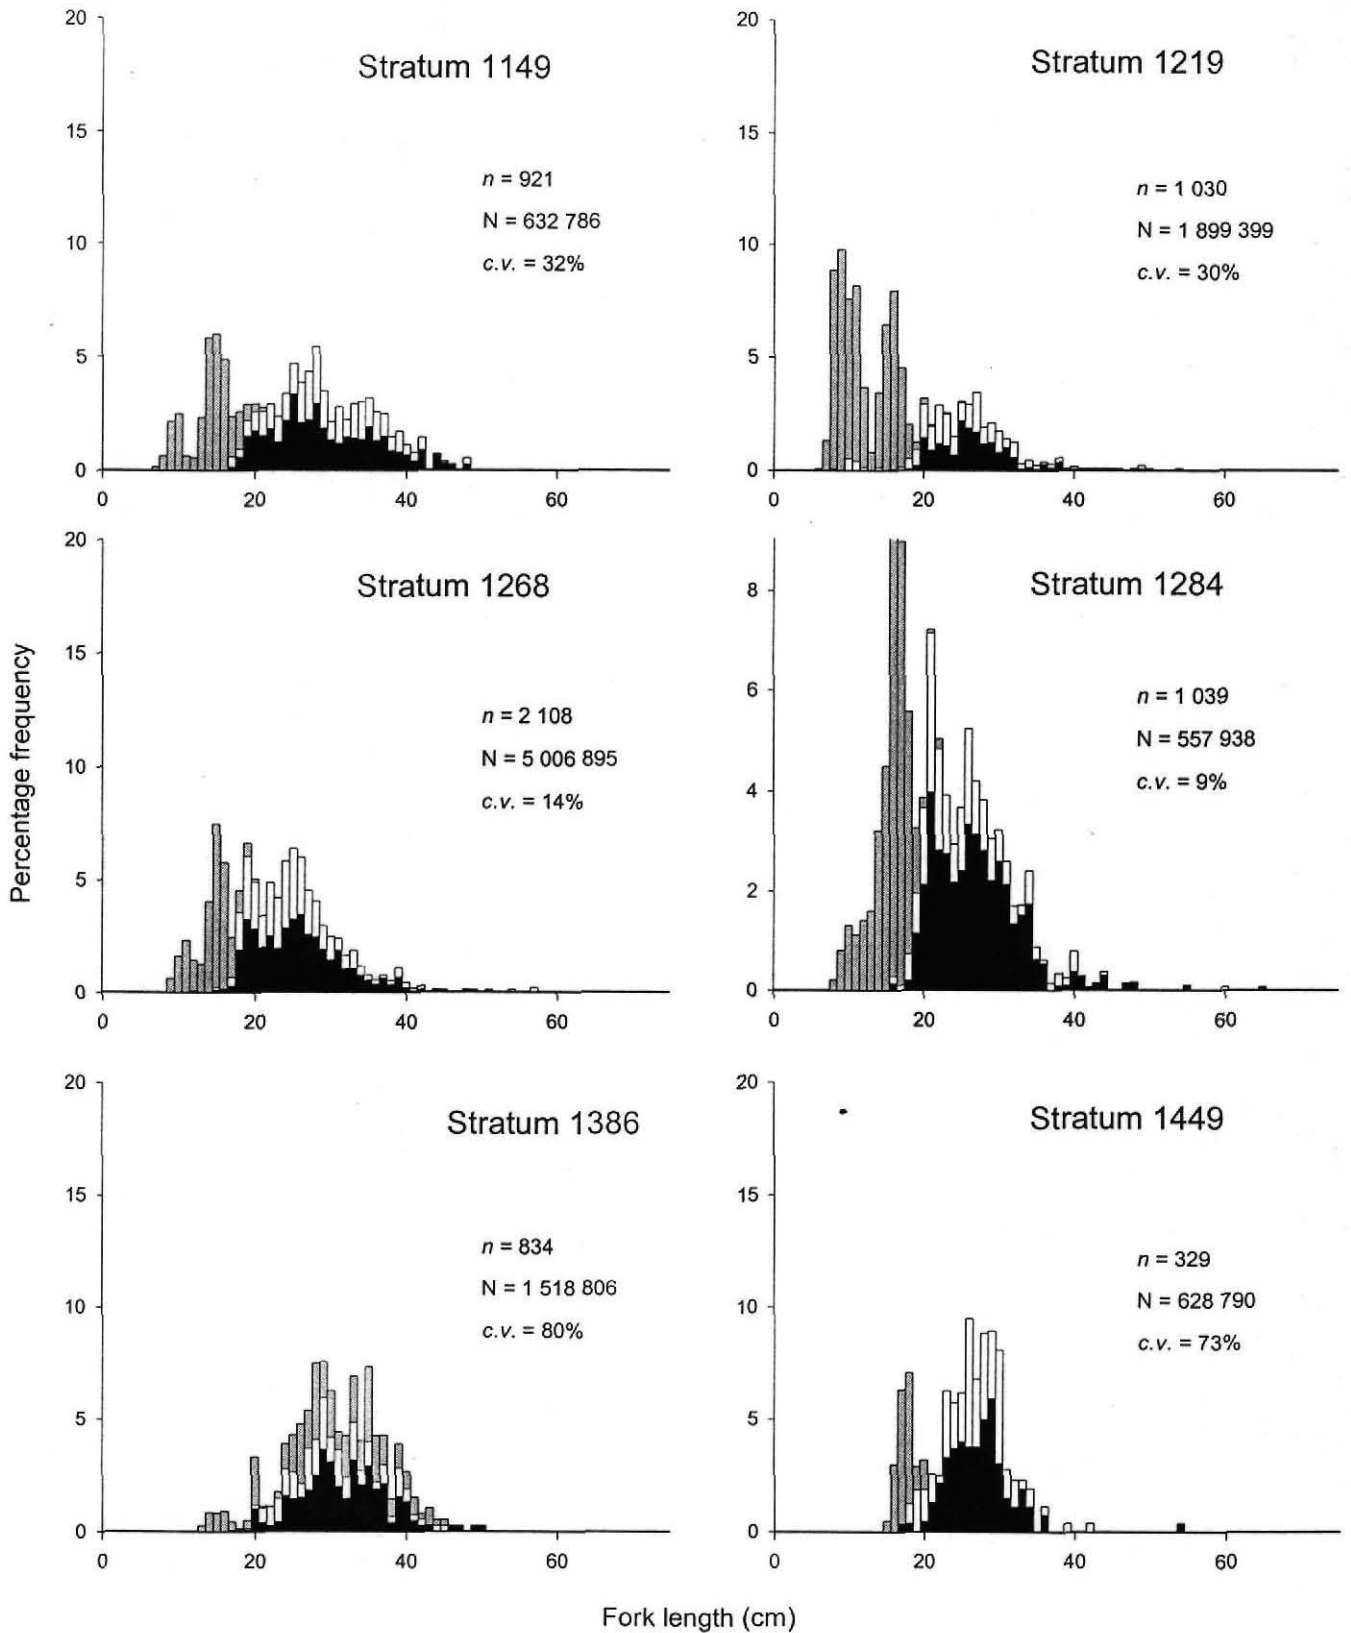 Percentage frequency
Stratum 1149
n = 921
N = 632 786
c.v. = 32%
20
15
10
5
0
0 20 40 60
Stratum 1219
n = 1 030
N = 1 899 399
c.v. = 30%
20
15
10
5
0
0 20 40 60
Stratum 1268
n = 2 108
N = 5 006 895
c.v. = 14%
20
15
10
5
0
0 20 40 60
Stratum 1284
n = 1 039
N = 557 938
c.v. = 9%
8
6
4
2
0
0 20 40 60
Stratum 1386
n = 834
N = 1 518 806
c.v. = 80%
20
15
10
5
0
0 20 40 60
Stratum 1449
n = 329
N = 628 790
c.v. = 73%
20
15
10
5
0
0 20 40 60
Fork length (cm)